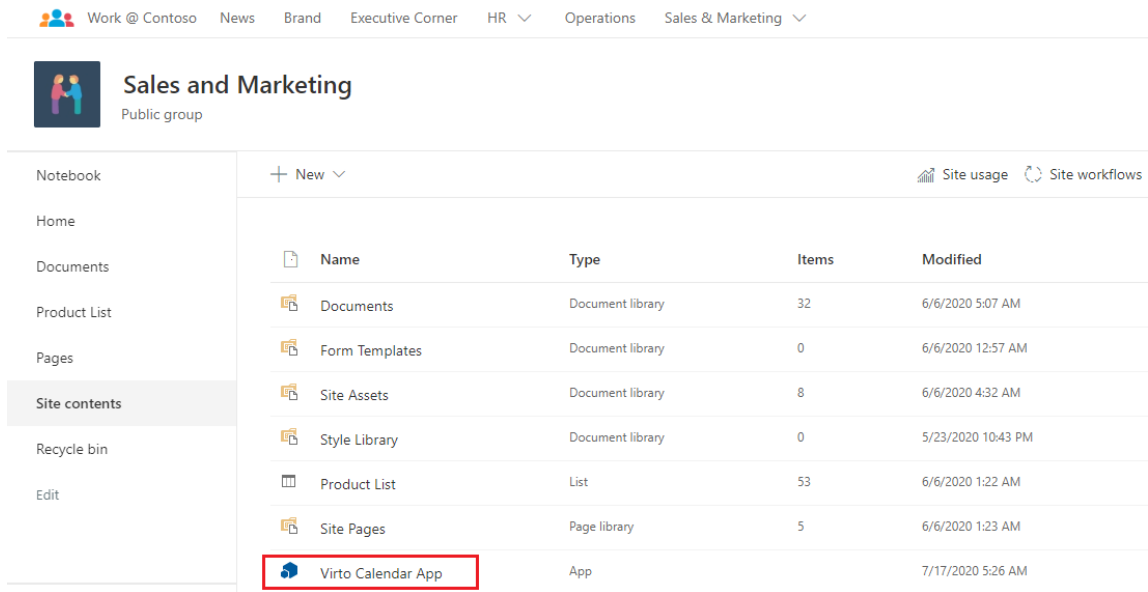 Work @ Contoso News Brand Executive Corner HR Operations Sales & Marketing
Sales and Marketing
Public group
Notebook
Home
Documents
Product List
Pages
Site contents
Recycle bin
Edit
New Site usage Site workflows
Name Type Items Modified
Documents Document library 32 6/6/2020 5:07 AM
Form Templates Document library 0 6/6/2020 12:57 AM
Site Assets Document library 8 6/6/2020 4:32 AM
Style Library Document library 0 5/23/2020 10:43 PM
Product List List 53 6/6/2020 1:22 AM
Site Pages Page library 5 6/6/2020 1:23 AM
Virto Calendar App App 7/17/2020 5:26 AM